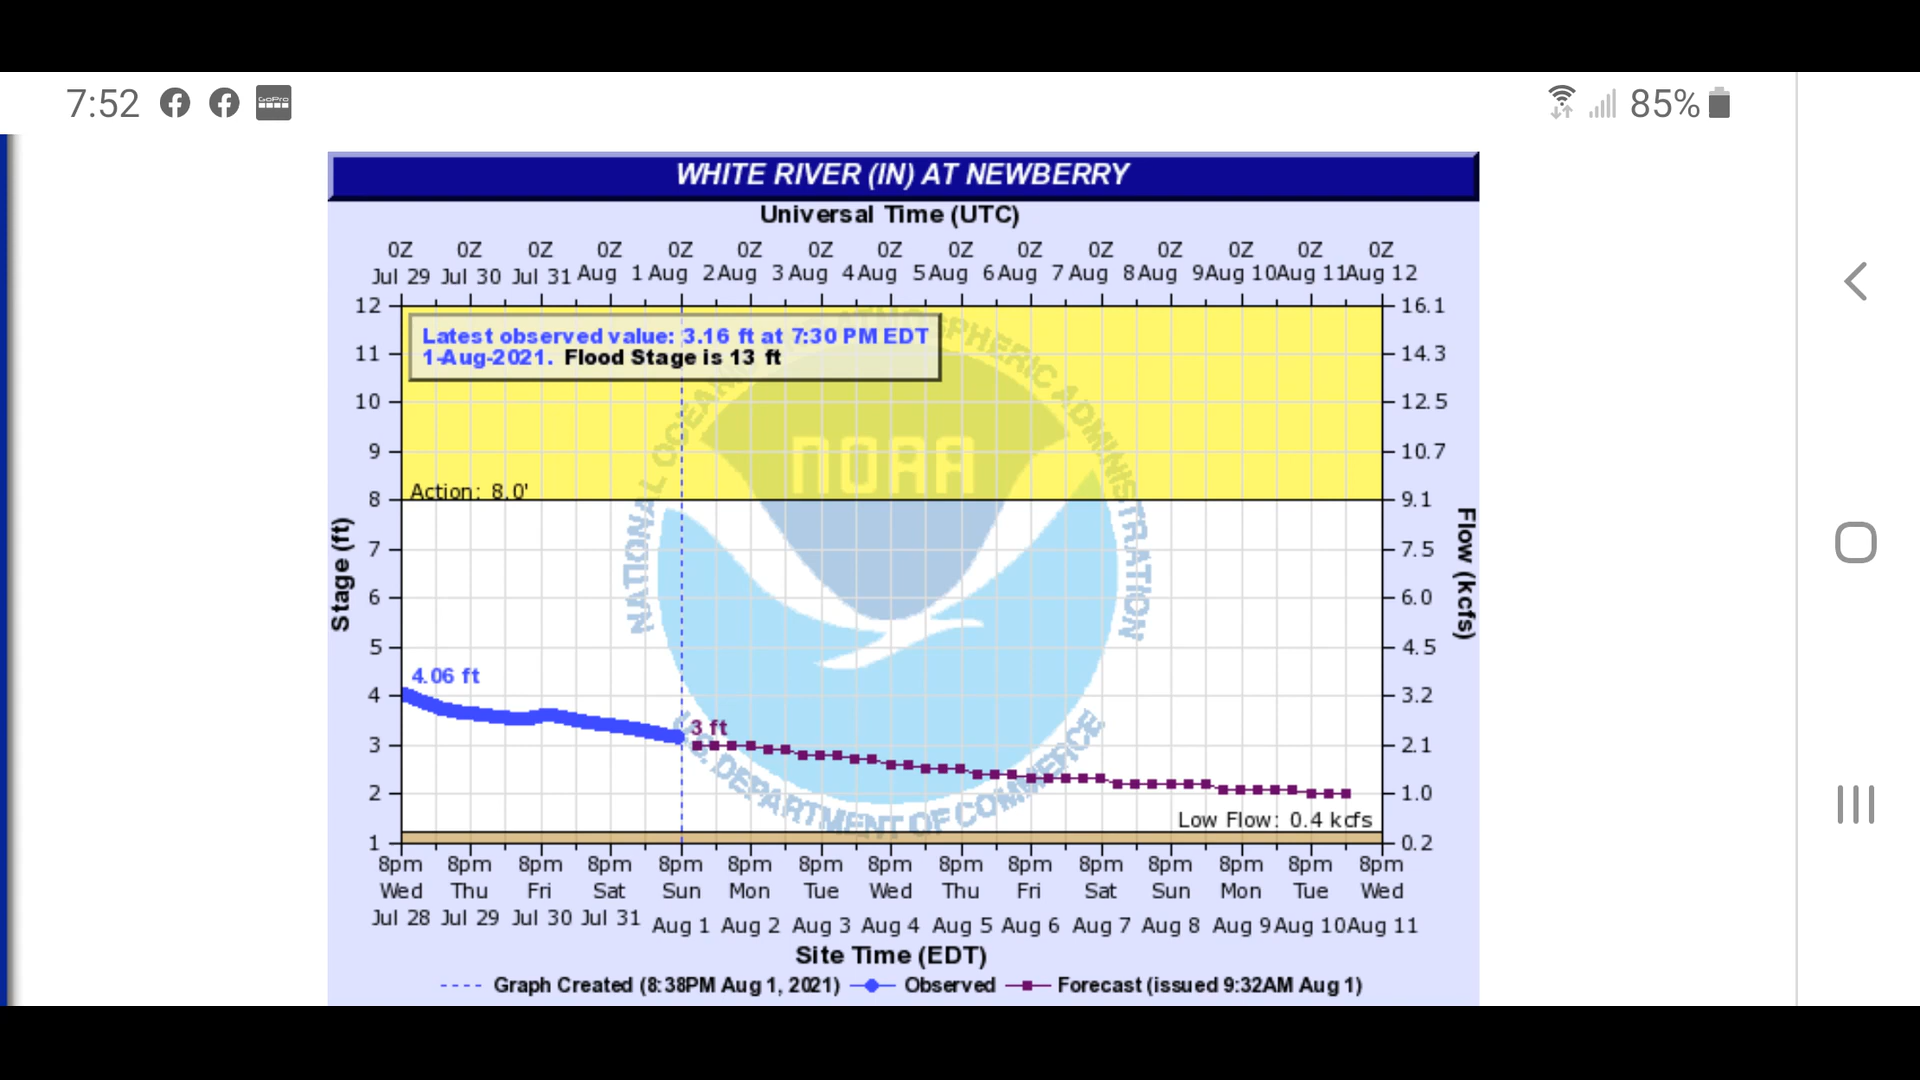 7:52
GoPro
85%
WHITE RIVER (IN) AT NEWBERRY
Universal Time (UTC)
0Z 0Z 0Z 0Z 0Z 0Z 0Z 0Z 0Z 0Z 0Z 0Z 0Z 0Z 0Z
Jul 29 Jul 30 Jul 31 Aug 1 Aug 2 Aug 3 Aug 4 Aug 5 Aug 6 Aug 7 Aug 8 Aug 9 Aug 10 Aug 11 Aug 12
Latest observed value: 3.16 ft at 7:30 PM EDT
1-Aug-2021. Flood Stage is 13 ft
12 16.1
11 14.3
10 12.5
9 10.7
Action: 8.0'
8 9.1
7 7.5
6 6.0
5 4.5
4 3.2
3 2.1
2 1.0
1 0.2
Stage (ft)
Flow (kcfs)
NATIONAL OCEANIC AND ATMOSPHERIC ADMINISTRATION
NOAA
U.S. DEPARTMENT OF COMMERCE
4.06 ft
3 ft
Low Flow: 0.4 kcfs
8pm 8pm 8pm 8pm 8pm 8pm 8pm 8pm 8pm 8pm 8pm 8pm 8pm 8pm 8pm
Wed Thu Fri Sat Sun Mon Tue Wed Thu Fri Sat Sun Mon Tue Wed
Jul 28 Jul 29 Jul 30 Jul 31 Aug 1 Aug 2 Aug 3 Aug 4 Aug 5 Aug 6 Aug 7 Aug 8 Aug 9 Aug 10 Aug 11
Site Time (EDT)
Graph Created (8:38PM Aug 1, 2021) Observed Forecast (issued 9:32AM Aug 1)